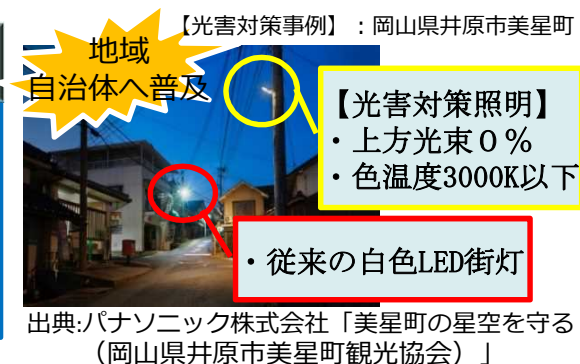 【光害対策事例】：岡山県井原市美星町
地域
自治体へ普及
【光害対策照明】
・上方光束０％
・色温度3000K以下
・従来の白色LED街灯
出典:パナソニック株式会社「美星町の星空を守る
（岡山県井原市美星町観光協会）」